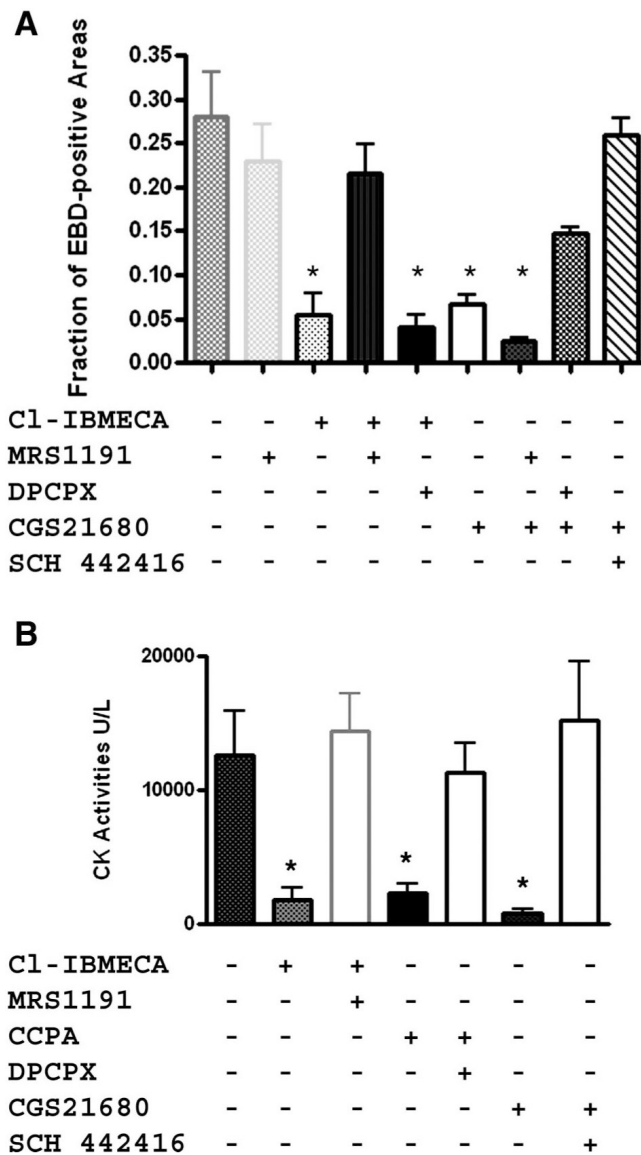 A
Fraction of EBD-positive Areas
0.35
0.30
0.25
0.20
0.15
0.10
0.05
0.00
* * * *
Cl-IBMECA - - + + + - - - -
MRS1191 - + - + - - + - -
DPCPX - - - - + - - + -
CGS21680 - - - - - + + + +
SCH 442416 - - - - - - - - +
B
CK Activities U/L
20000
10000
0
* * *
Cl-IBMECA - + + - - - -
MRS1191 - - + - - - -
CCPA - - - + + - -
DPCPX - - - - + - -
CGS21680 - - - - - + +
SCH 442416 - - - - - - +